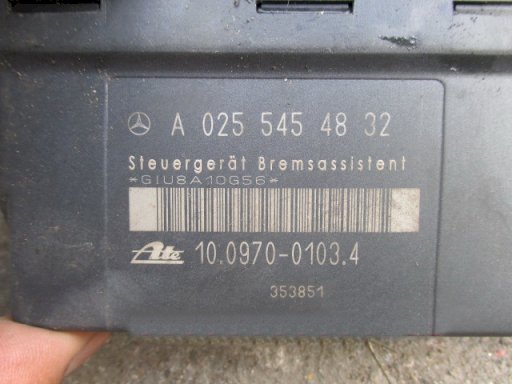 A 025 545 48 32
Steuergerät Bremsassistent
*GIU8A10G56*
Ate 10.0970-0103.4
353851